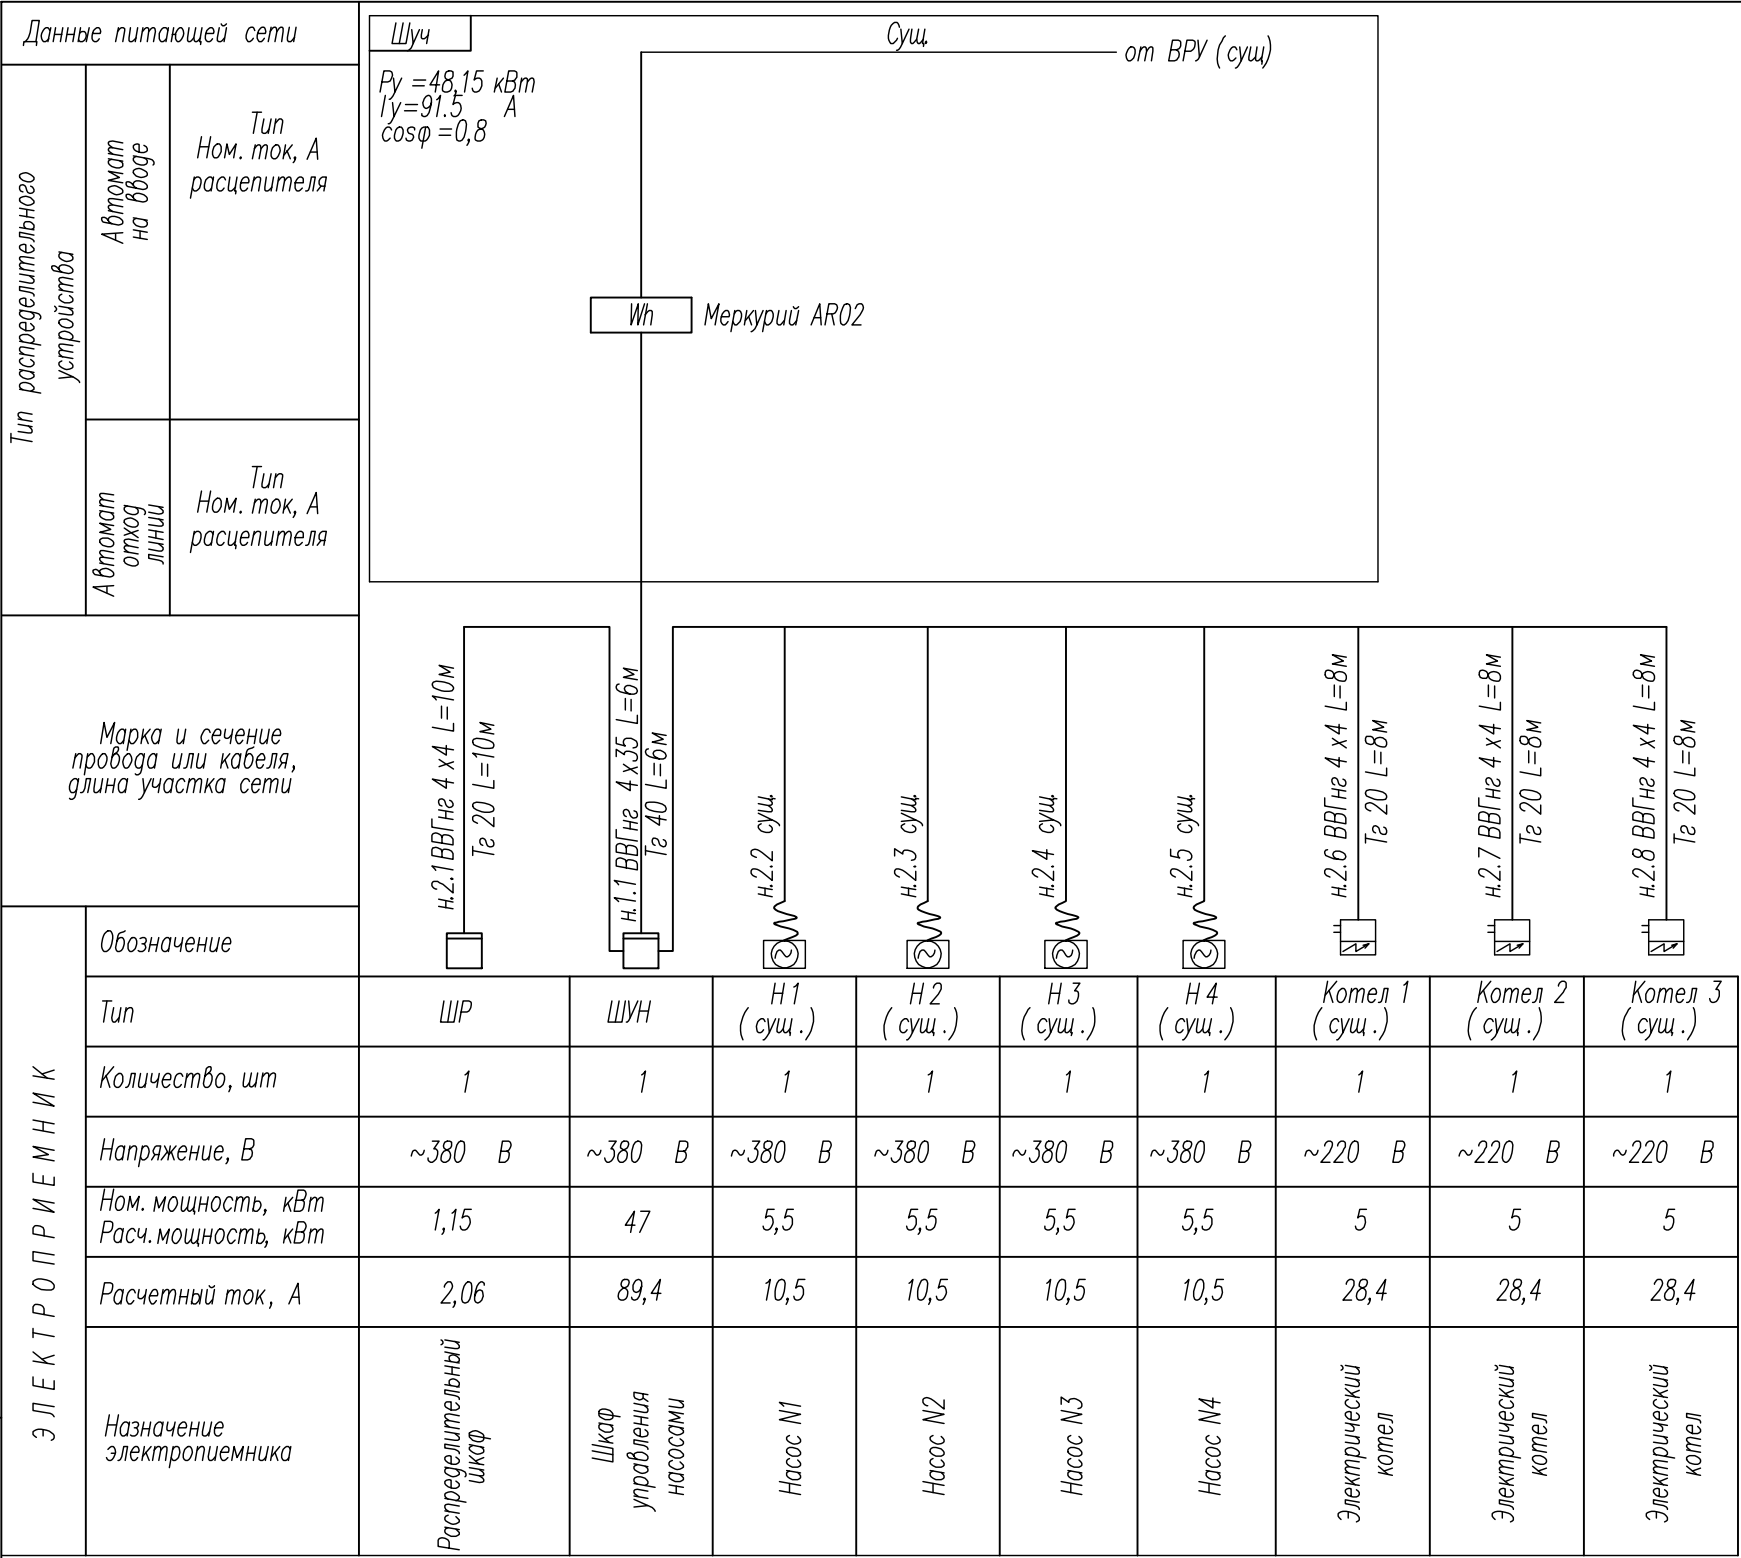 Данные питающей сети
Шуч
Сущ.
от ВРУ (сущ)
Ру =48,15 кВт
Iу=91.5 А
cosφ =0,8
Тип распределительного
устройства
Автомат
на вводе
Тип
Ном. ток, А
расцепителя
Wh
Меркурий AR02
Автомат
отход
линии
Тип
Ном. ток, А
расцепителя
Марка и сечение
провода или кабеля,
длина участка сети
н.2.1 ВВГнг 4 х4 L=10м
Тг 20 L=10м
н.1.1 ВВГнг 4 х35 L=6м
Тг 40 L=6м
н.2.2 сущ.
н.2.3 сущ.
н.2.4 сущ.
н.2.5 сущ.
н.2.6 ВВГнг 4 х4 L=8м
Тг 20 L=8м
н.2.7 ВВГнг 4 х4 L=8м
Тг 20 L=8м
н.2.8 ВВГнг 4 х4 L=8м
Тг 20 L=8м
ЭЛЕКТРОПРИЕМНИК
Обозначение
Тип
ШР
ШУН
Н 1
( сущ .)
Н 2
( сущ .)
Н 3
( сущ .)
Н 4
( сущ .)
Котел 1
( сущ .)
Котел 2
( сущ .)
Котел 3
( сущ .)
Количество, шт
1 1 1 1 1 1 1 1 1
Напряжение, В
~380 В ~380 В ~380 В ~380 В ~380 В ~380 В ~220 В ~220 В ~220 В
Ном. мощность, кВт
Расч.мощность, кВт
1,15 47 5,5 5,5 5,5 5,5 5 5 5
Расчетный ток, А
2,06 89,4 10,5 10,5 10,5 10,5 28,4 28,4 28,4
Назначение
электропиемника
Распределительный
шкаф
Шкаф
управления
насосами
Насос N1
Насос N2
Насос N3
Насос N4
Электрический
котел
Электрический
котел
Электрический
котел